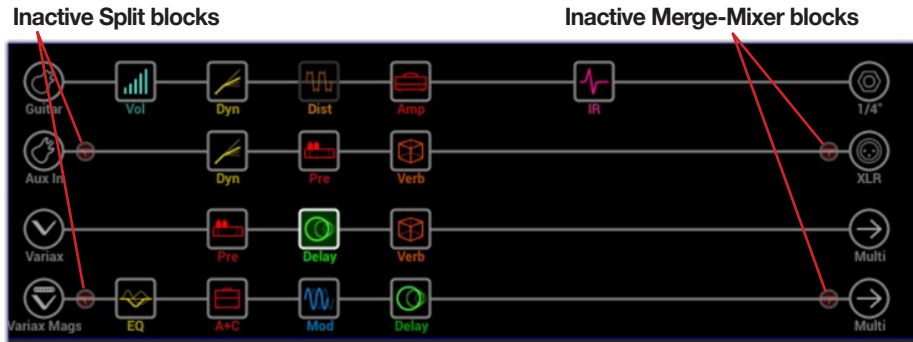 Inactive Split blocks
Inactive Merge-Mixer blocks
Guitar Vol Dyn Dist Amp IR 1/4"
Aux In Dyn Pre Verb XLR
Variax Pre Delay Verb Multi
Variax Mags EQ A+C Mod Delay Multi